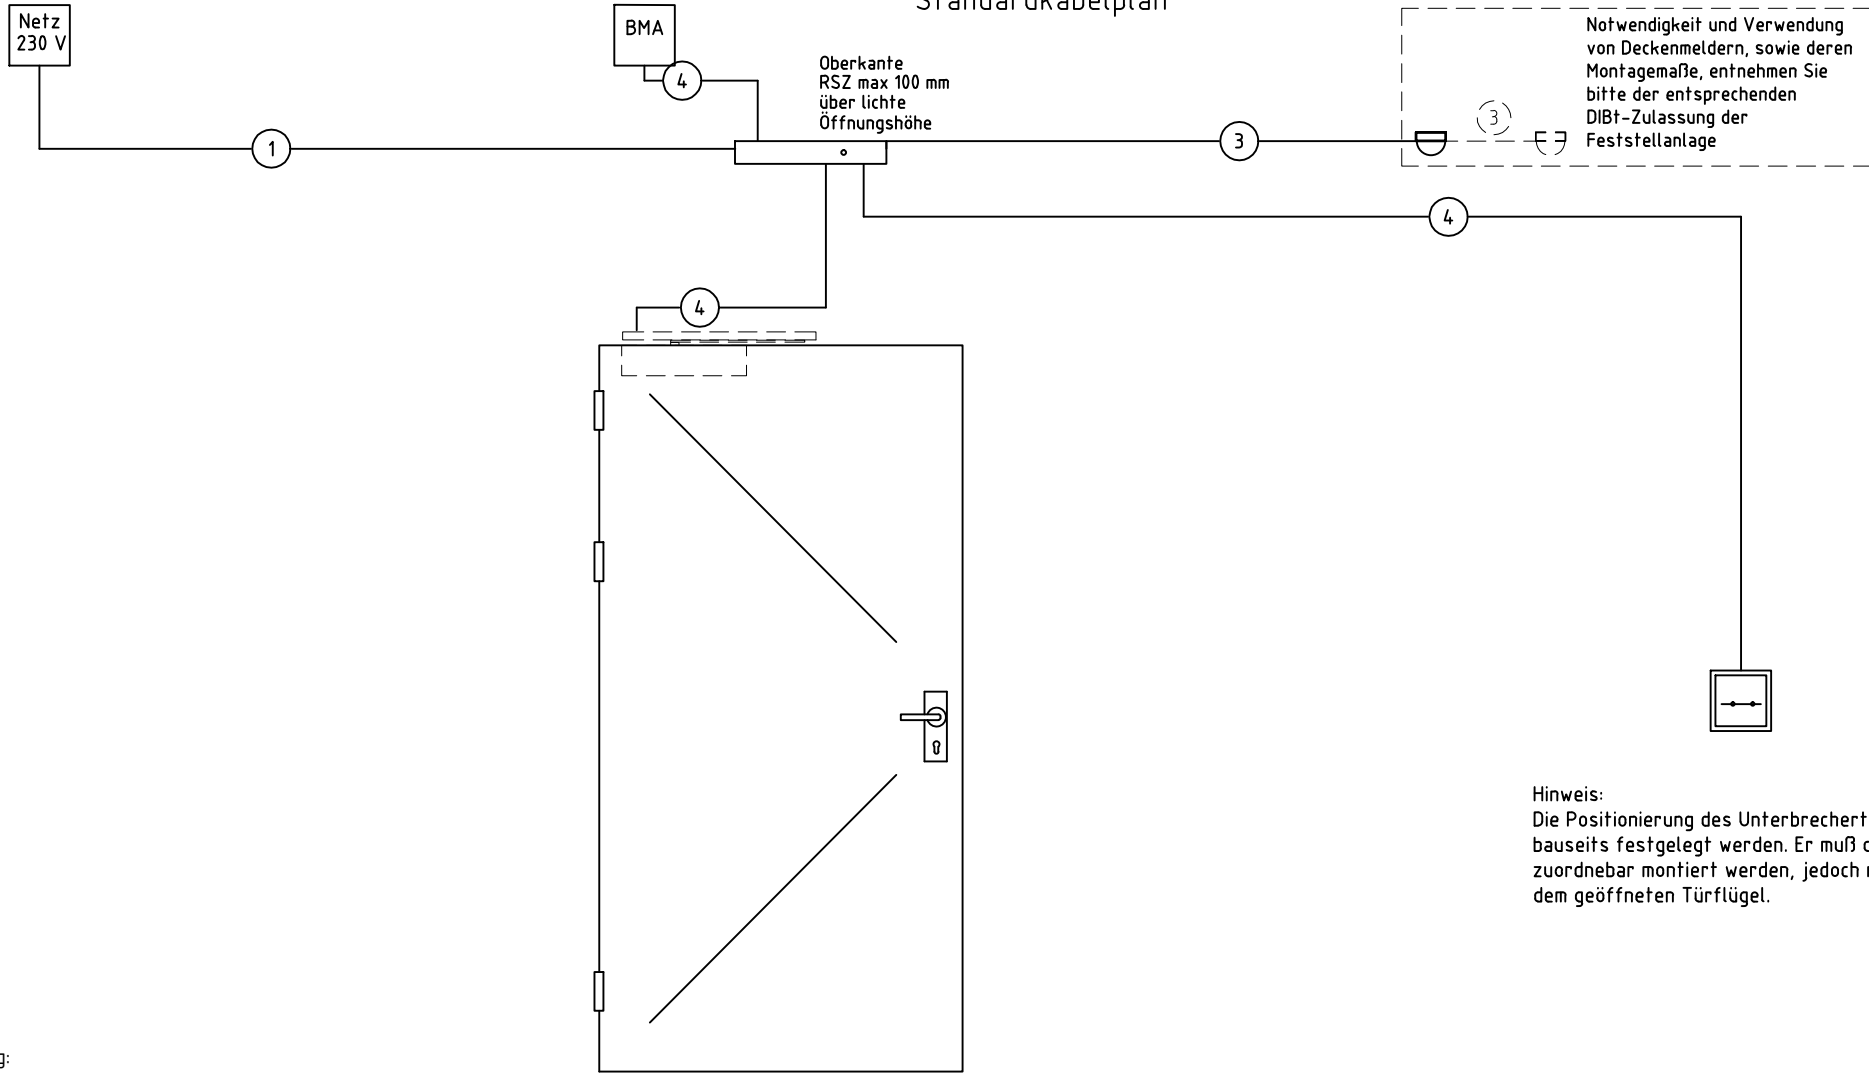 Standardkabelplan
Netz
230 V
BMA
4
Oberkante
RSZ max 100 mm
über lichte
Öffnungshöhe
Notwendigkeit und Verwendung
von Deckenmeldern, sowie deren
Montagemaße, entnehmen Sie
bitte der entsprechenden
DIBt-Zulassung der
Feststellanlage
3
1
3
4
4
Hinweis:
Die Positionierung des Unterbrechert
bauseits festgelegt werden. Er muß
zuordnebar montiert werden, jedoch
dem geöffneten Türflügel.
g: